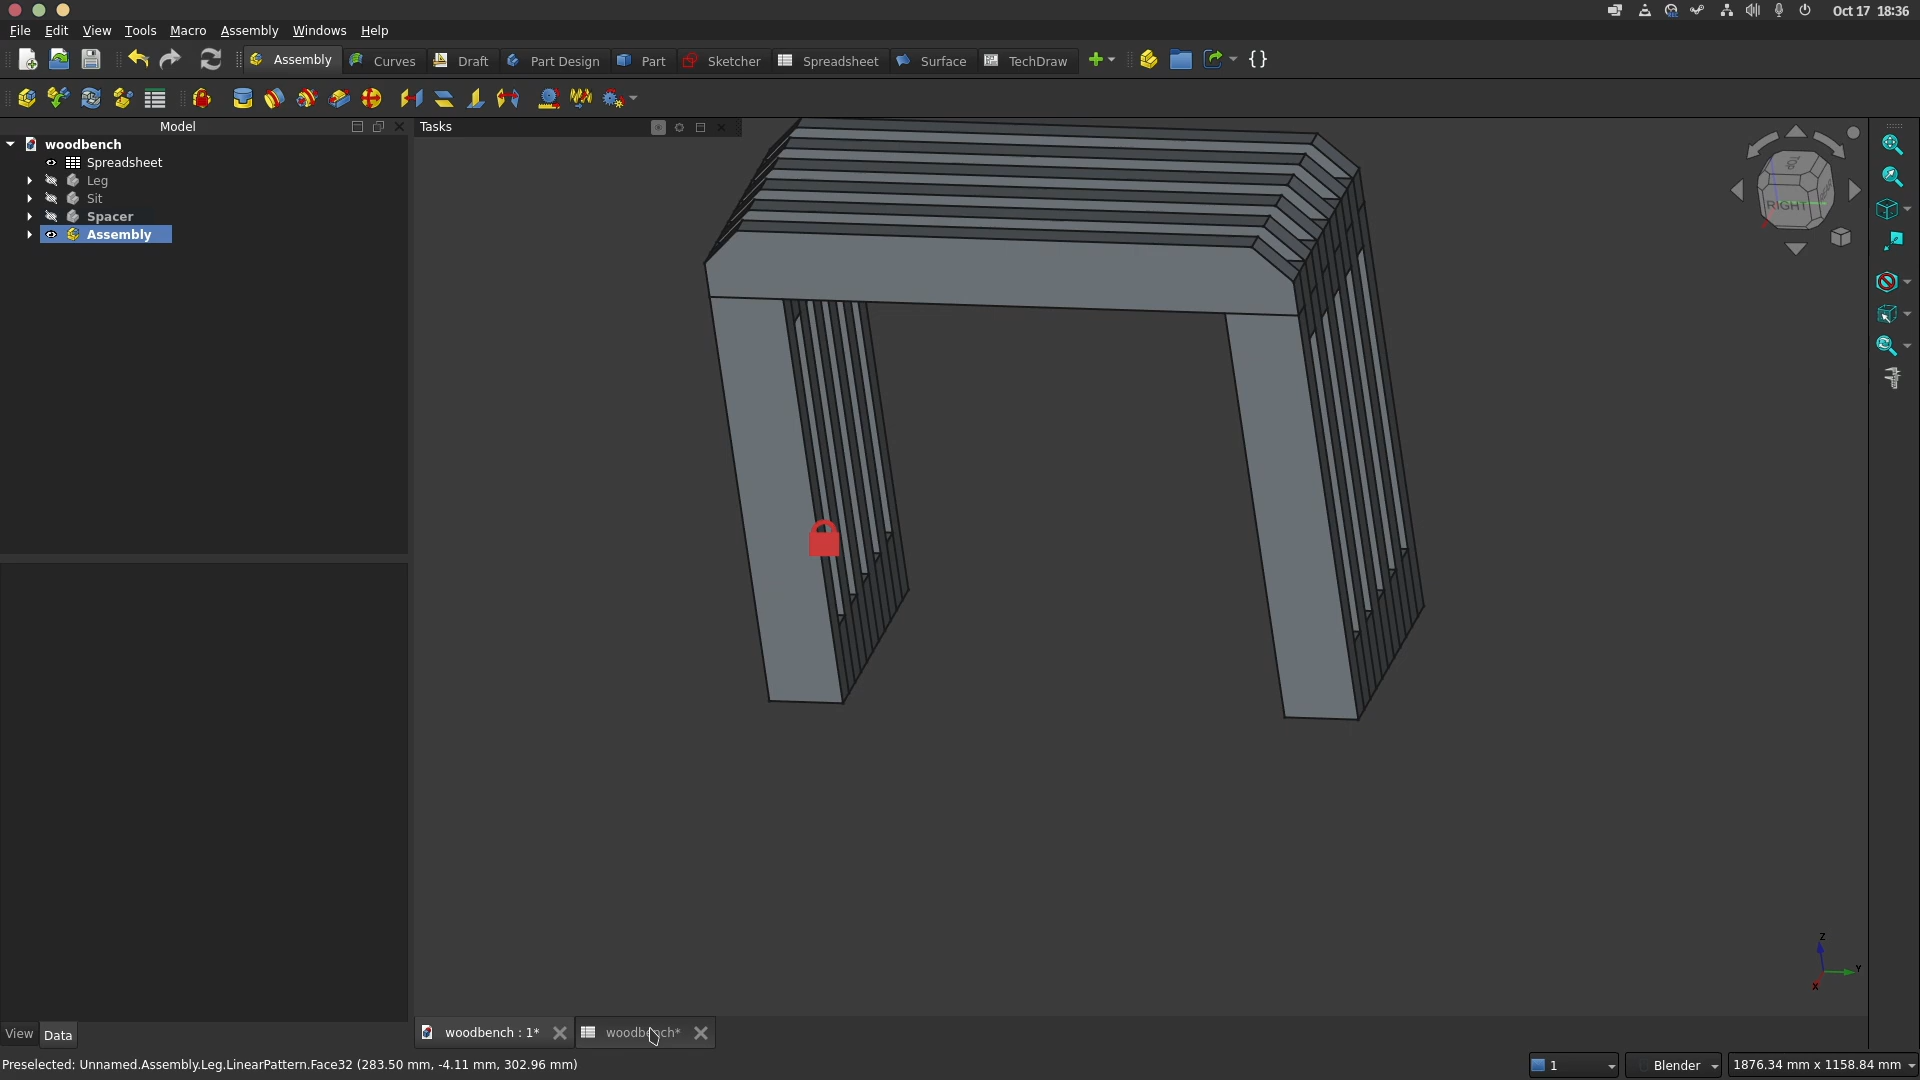 Oct 17 18:36
File Edit View Tools Macro Assembly Windows Help
Assembly Curves Draft Part Design Part Sketcher Spreadsheet Surface TechDraw
Model
Tasks
woodbench
Spreadsheet
Leg
Sit
Spacer
Assembly
RIGHT
Z
Y
X
View Data
woodbench : 1*
woodbench*
Preselected: Unnamed.Assembly.Leg.LinearPattern.Face32 (283.50 mm, -4.11 mm, 302.96 mm)
1
Blender
1876.34 mm x 1158.84 mm